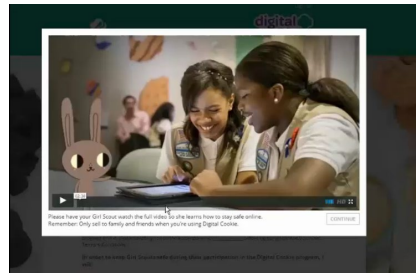 digital
HD
Please have your Girl Scout watch the full video so she learns how to stay safe online.
Remember: Only sell to family and friends when you're using Digital Cookie.
CONTINUE